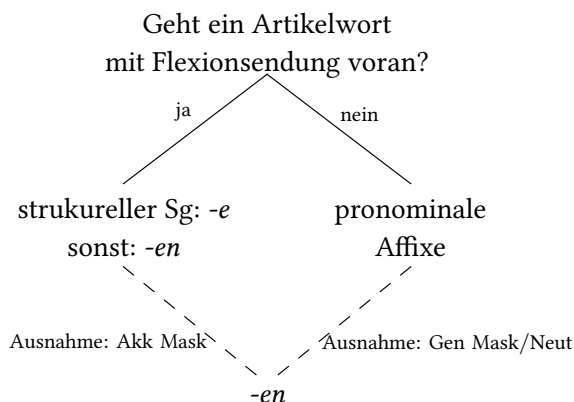 Geht ein Artikelwort
mit Flexionsendung voran?
ja
nein
strukureller Sg: -e
sonst: -en
pronominale
Affixe
Ausnahme: Akk Mask
Ausnahme: Gen Mask/Neut
-en